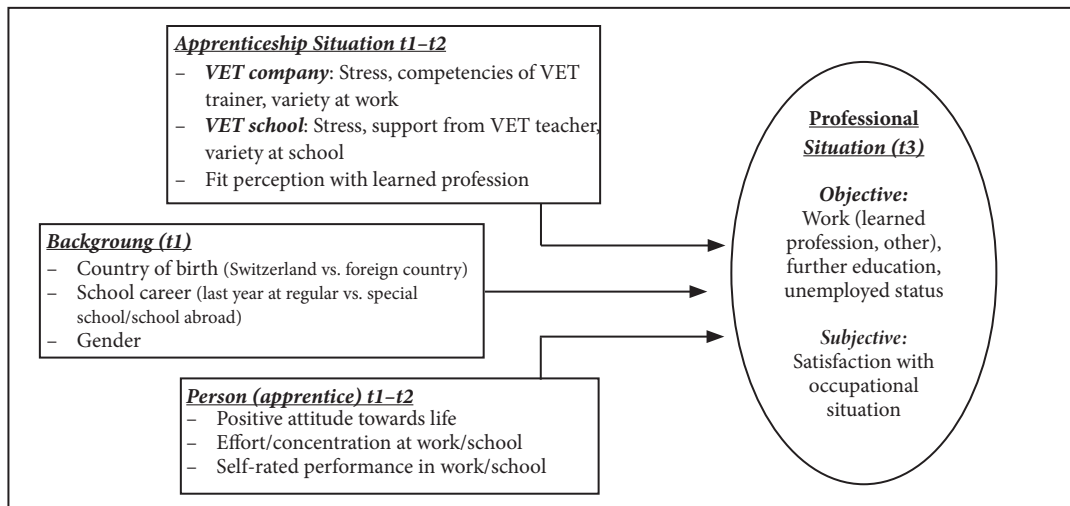 Apprenticeship Situation t1–t2
– VET company: Stress, competencies of VET
trainer, variety at work
– VET school: Stress, support from VET teacher,
variety at school
– Fit perception with learned profession
Backgroung (t1)
– Country of birth (Switzerland vs. foreign country)
– School career (last year at regular vs. special
school/school abroad)
– Gender
Person (apprentice) t1–t2
– Positive attitude towards life
– Effort/concentration at work/school
– Self-rated performance in work/school
Professional
Situation (t3)
Objective:
Work (learned
profession, other),
further education,
unemployed status
Subjective:
Satisfaction with
occupational
situation